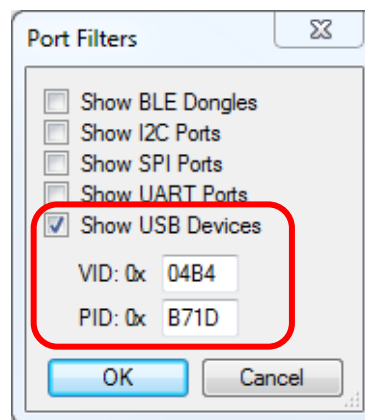 Port Filters
Show BLE Dongles
Show I2C Ports
Show SPI Ports
Show UART Ports
Show USB Devices
VID: 0x 04B4
PID: 0x B71D
OK Cancel